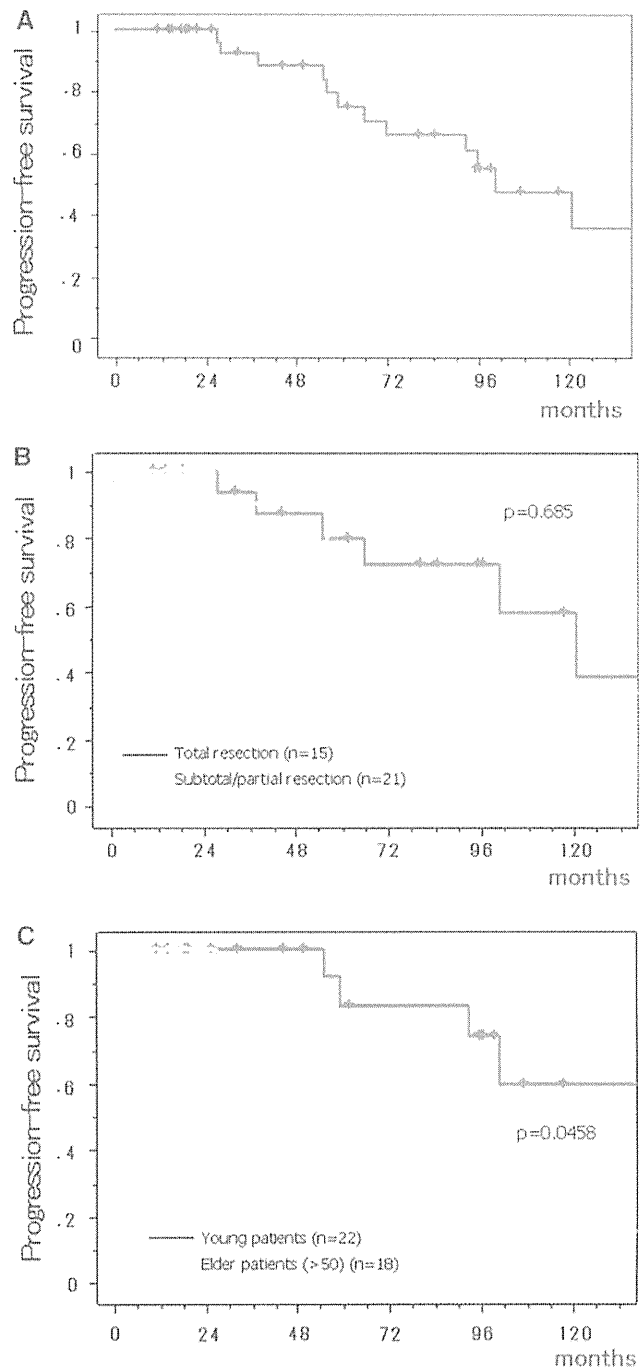 A
Progression-free survival
1
.8
.6
.4
.2
0
0 24 48 72 96 120
months
B
Progression-free survival
1
.8
.6
.4
.2
0
p=0.685
Total resection (n=15)
Subtotal/partial resection (n=21)
0 24 48 72 96 120
months
C
Progression-free survival
1
.8
.6
.4
.2
0
p=0.0458
Young patients (n=22)
Elder patients (>50) (n=18)
0 24 48 72 96 120
months